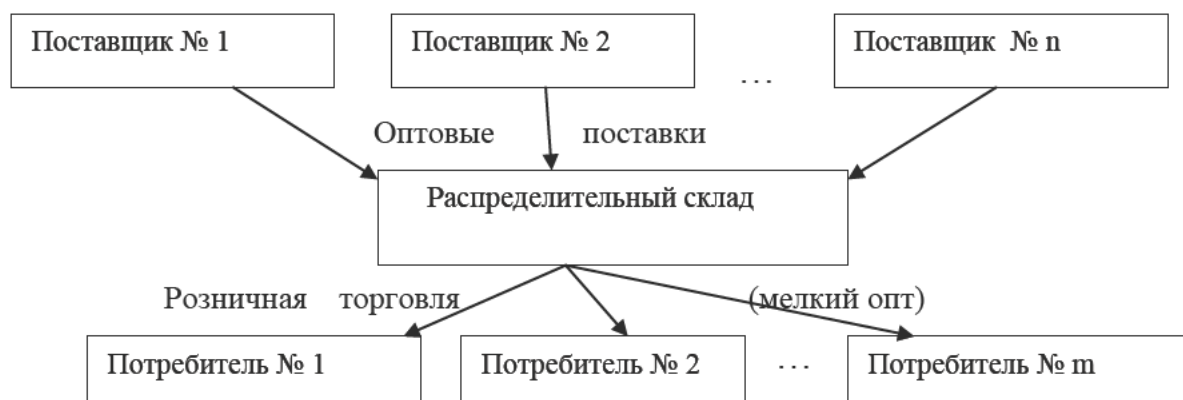 Поставщик № 1 Поставщик № 2 ... Поставщик № n
Оптовые поставки
Распределительный склад
Розничная торговля (мелкий опт)
Потребитель № 1 Потребитель № 2 ... Потребитель № m